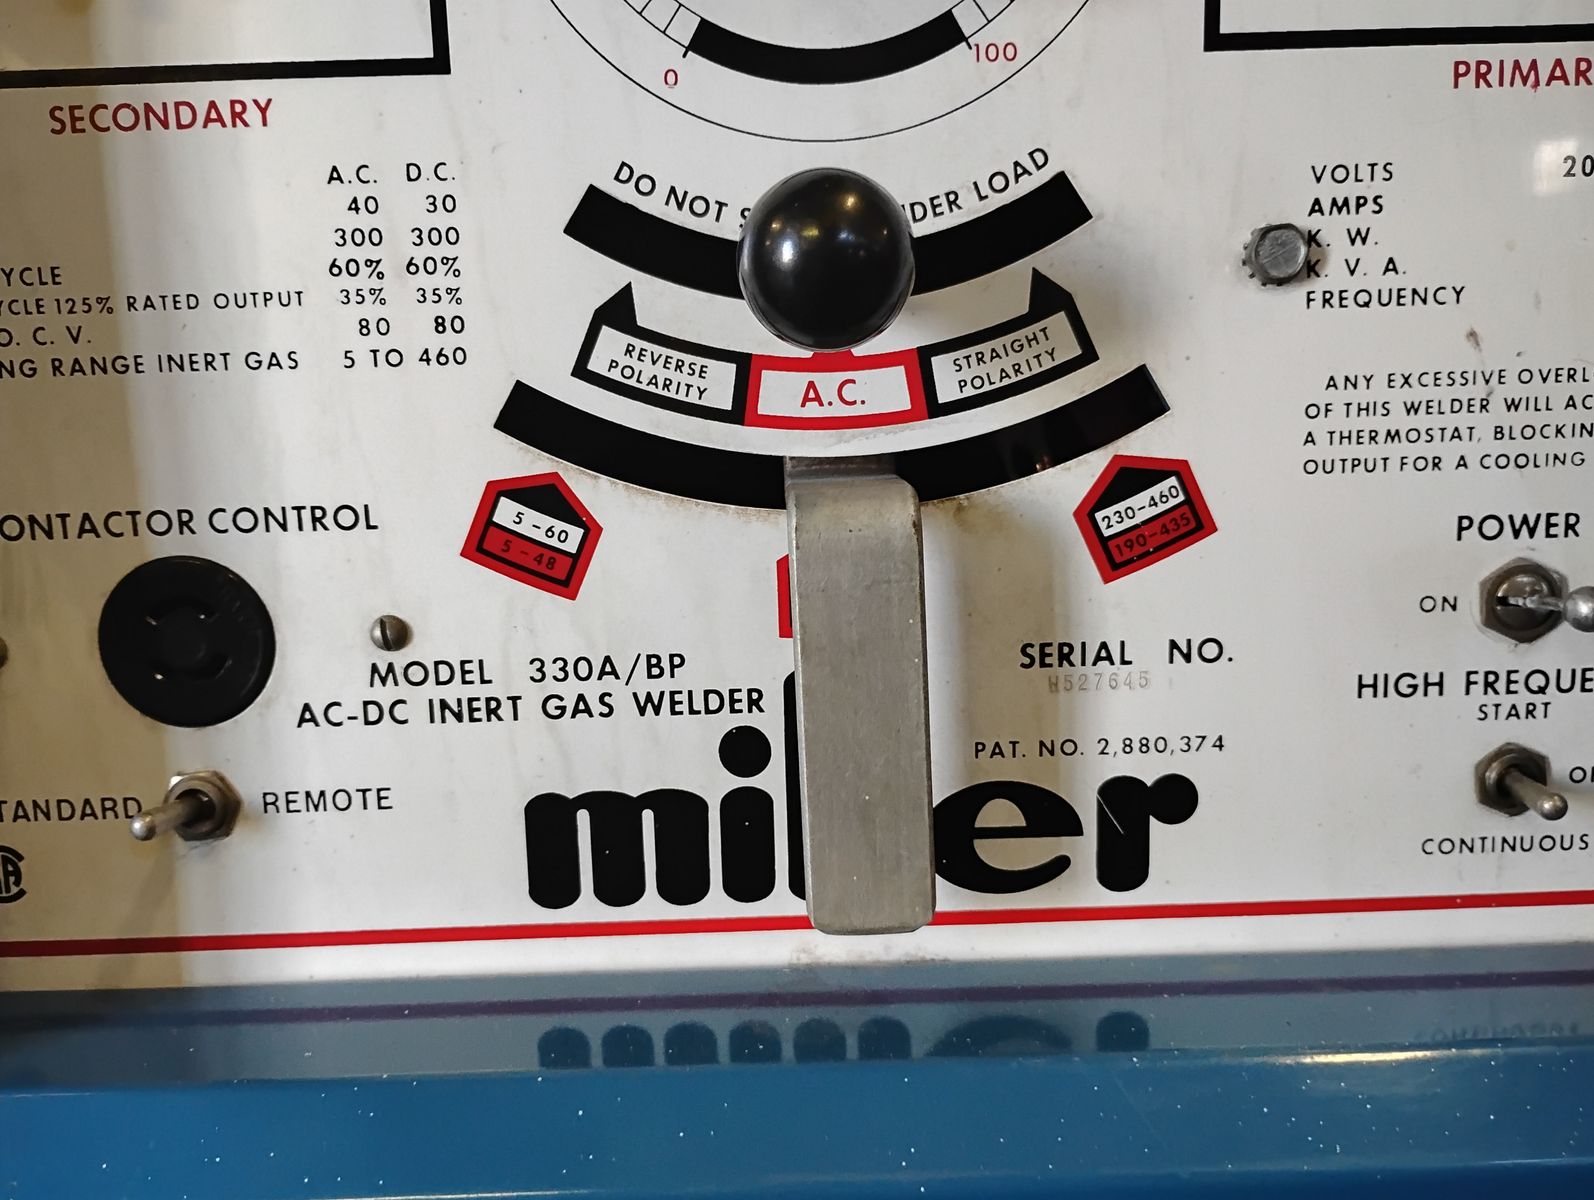 0
100
SECONDARY
PRIMAR
A.C. D.C.
40 30
300 300
YCLE 60% 60%
YCLE 125% RATED OUTPUT 35% 35%
O. C. V. 80 80
NG RANGE INERT GAS 5 TO 460
DO NOT S NDER LOAD
REVERSE
POLARITY
A.C.
STRAIGHT
POLARITY
VOLTS 20
AMPS
K. W.
K. V. A.
FREQUENCY
ANY EXCESSIVE OVERL
OF THIS WELDER WILL AC
A THERMOSTAT, BLOCKIN
OUTPUT FOR A COOLING
5-60
5-48
230-460
190-435
ONTACTOR CONTROL
STANDARD REMOTE
MODEL 330A/BP
AC-DC INERT GAS WELDER
SERIAL NO.
H527645
PAT. NO. 2,880,374
miller
POWER
ON
HIGH FREQUE
START
CONTINUOUS